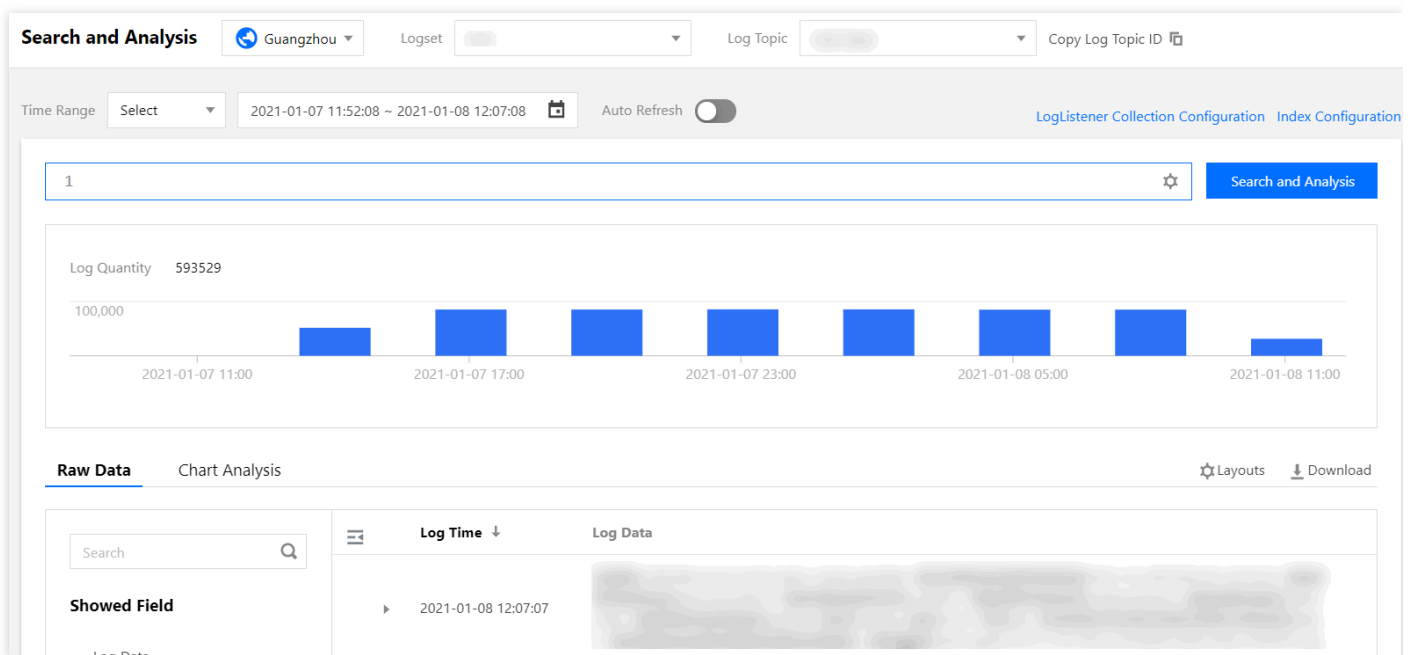 Search and Analysis Guangzhou Logset Log Topic Copy Log Topic ID
Time Range Select 2021-01-07 11:52:08 ~ 2021-01-08 12:07:08 Auto Refresh
LogListener Collection Configuration Index Configuration
1 Search and Analysis
Log Quantity 593529
100,000
2021-01-07 11:00 2021-01-07 17:00 2021-01-07 23:00 2021-01-08 05:00 2021-01-08 11:00
Raw Data Chart Analysis Layouts Download
Log Time Log Data
Search
Showed Field
2021-01-08 12:07:07
Log Data